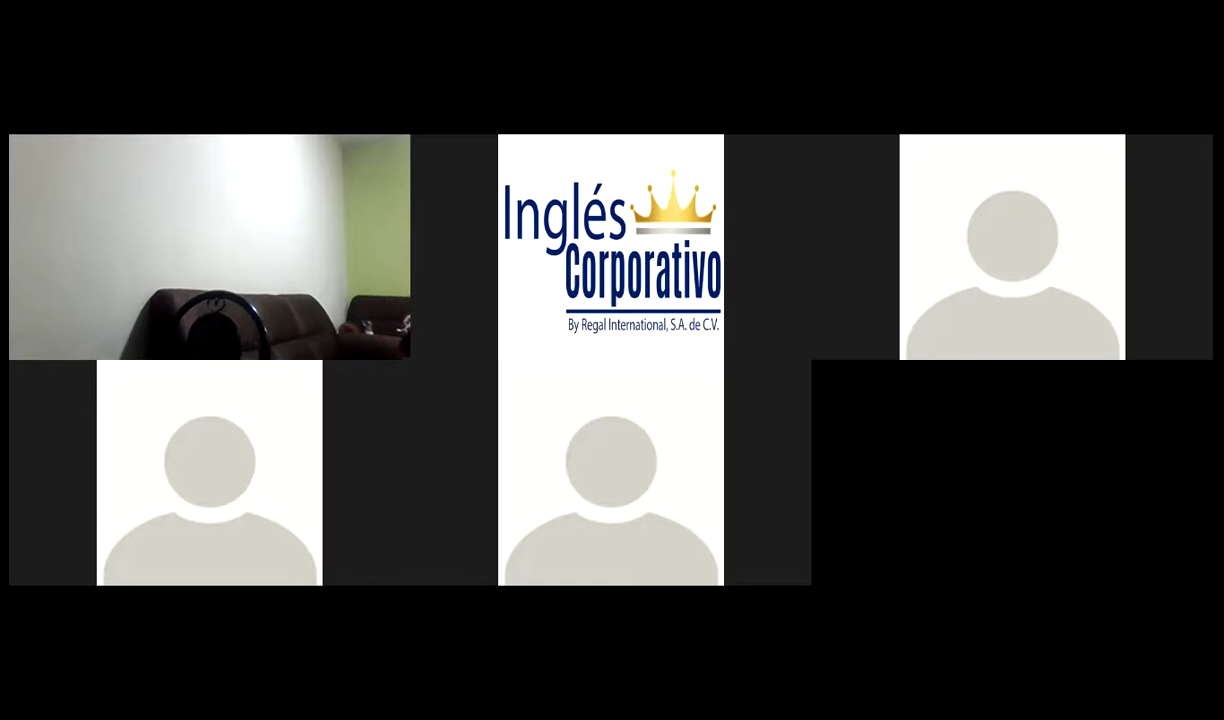 Inglés
Corporativo
By Regal International, S.A. de C.V.